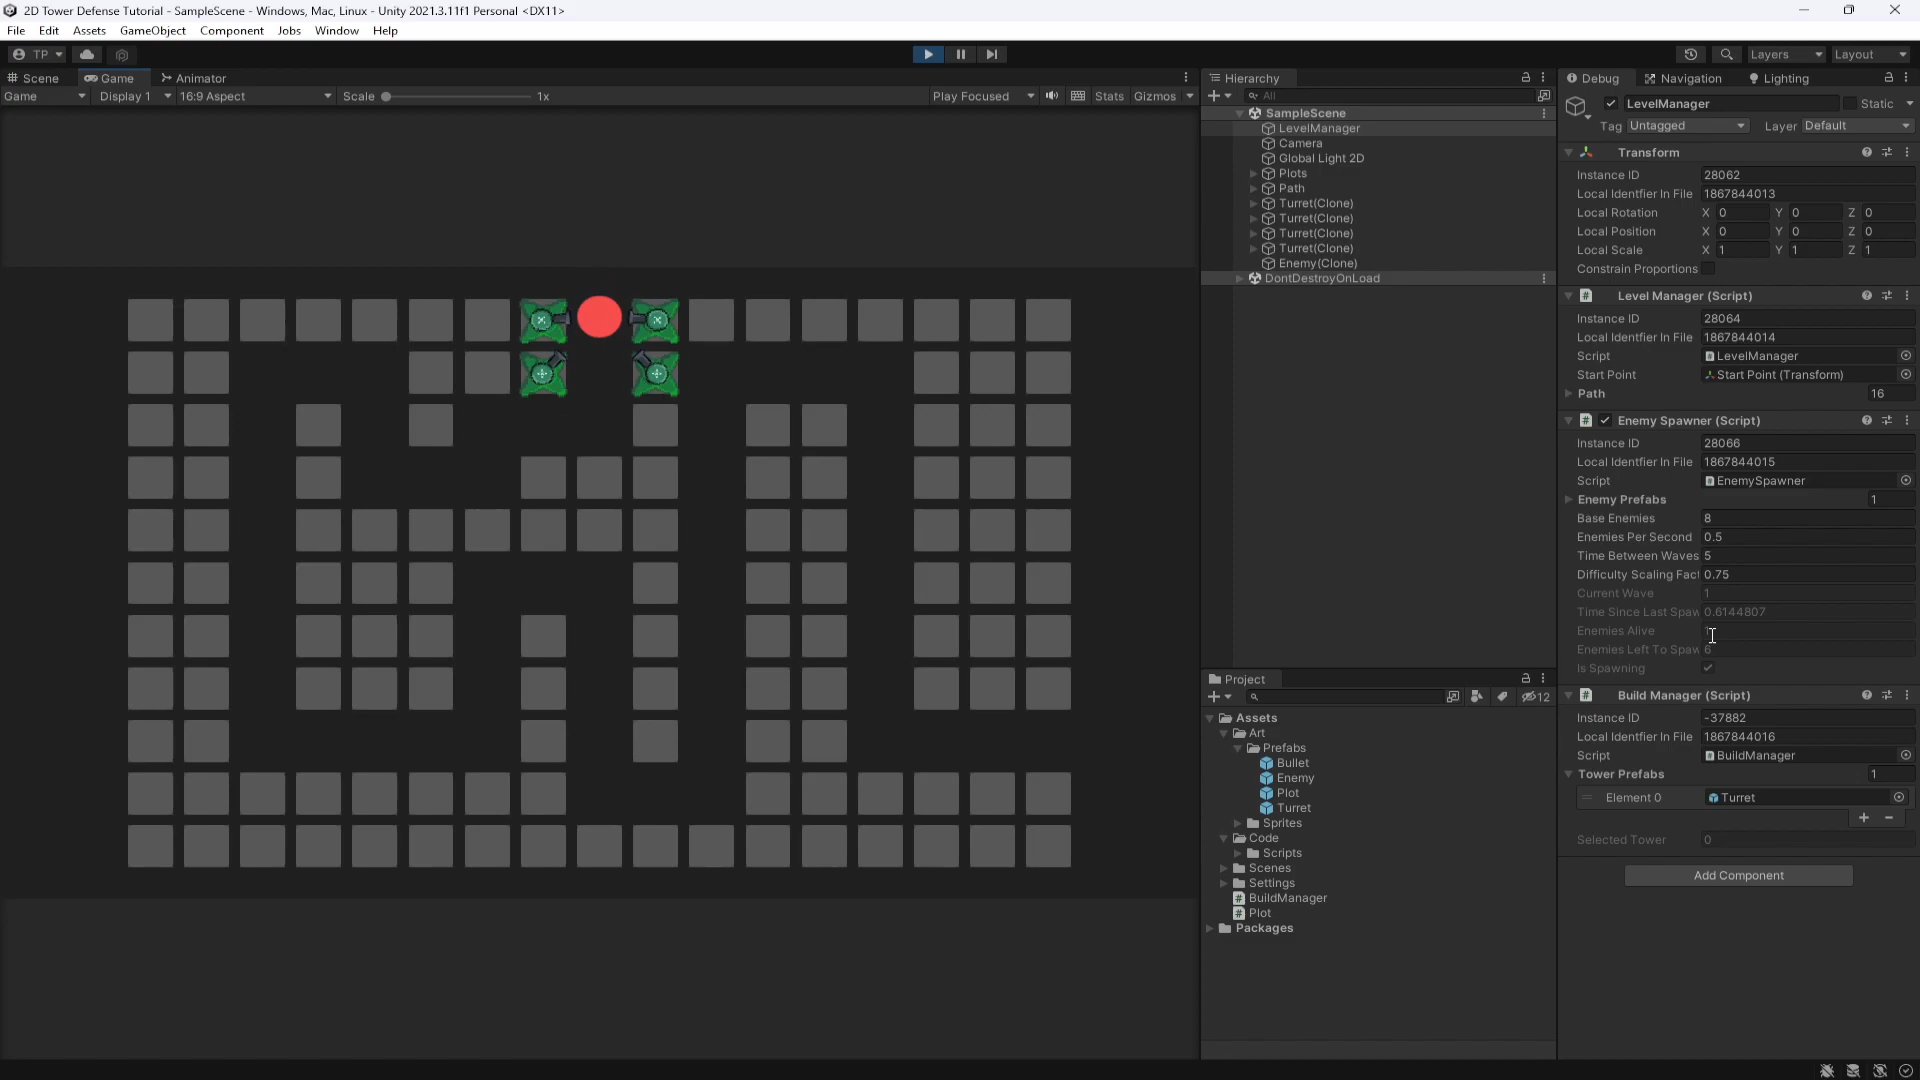 2D Tower Defense Tutorial - SampleScene - Windows, Mac, Linux - Unity 2021.3.11f1 Personal <DX11>
File Edit Assets GameObject Component Jobs Window Help
TP
Layers Layout
Scene Game Animator
Game Display 1 16:9 Aspect Scale 1x Play Focused Stats Gizmos
Hierarchy
All
SampleScene
LevelManager
Camera
Global Light 2D
Plots
Path
Turret(Clone)
Turret(Clone)
Turret(Clone)
Turret(Clone)
Enemy(Clone)
DontDestroyOnLoad
Project
12
Assets
Art
Prefabs
Bullet
Enemy
Plot
Turret
Sprites
Code
Scripts
Scenes
Settings
BuildManager
Plot
Packages
Debug Navigation Lighting
LevelManager Static
Tag Untagged Layer Default
Transform
Instance ID 28062
Local Identfier In File 1867844013
Local Rotation X 0 Y 0 Z 0
Local Position X 0 Y 0 Z 0
Local Scale X 1 Y 1 Z 1
Constrain Proportions
Level Manager (Script)
Instance ID 28064
Local Identfier In File 1867844014
Script LevelManager
Start Point Start Point (Transform)
Path 16
Enemy Spawner (Script)
Instance ID 28066
Local Identfier In File 1867844015
Script EnemySpawner
Enemy Prefabs 1
Base Enemies 8
Enemies Per Second 0.5
Time Between Waves 5
Difficulty Scaling Fact 0.75
Current Wave 1
Time Since Last Spaw 0.6144807
Enemies Alive 1
Enemies Left To Spaw 6
Is Spawning
Build Manager (Script)
Instance ID -37882
Local Identfier In File 1867844016
Script BuildManager
Tower Prefabs 1
Element 0 Turret
Selected Tower 0
Add Component